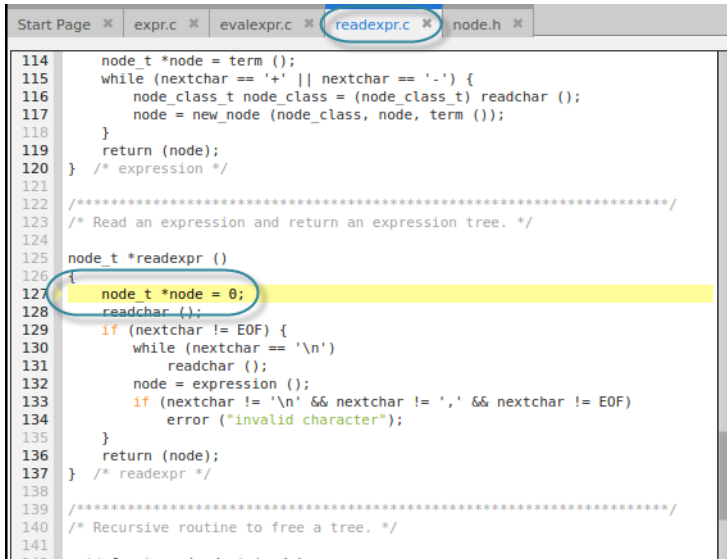 Start Page × expr.c × evalexpr.c × readexpr.c × node.h ×
114 node_t *node = term ();
115 while (nextchar == '+' || nextchar == '-') {
116 node_class_t node_class = (node_class_t) readchar ();
117 node = new_node (node_class, node, term ());
118 }
119 return (node);
120 } /* expression */
121
122 /***********************************************************************/
123 /* Read an expression and return an expression tree. */
124
125 node_t *readexpr ()
126 {
127 node_t *node = 0;
128 readchar ();
129 if (nextchar != EOF) {
130 while (nextchar == '\n')
131 readchar ();
132 node = expression ();
133 if (nextchar != '\n' && nextchar != ',' && nextchar != EOF)
134 error ("invalid character");
135 }
136 return (node);
137 } /* readexpr */
138
139 /***********************************************************************/
140 /* Recursive routine to free a tree. */
141